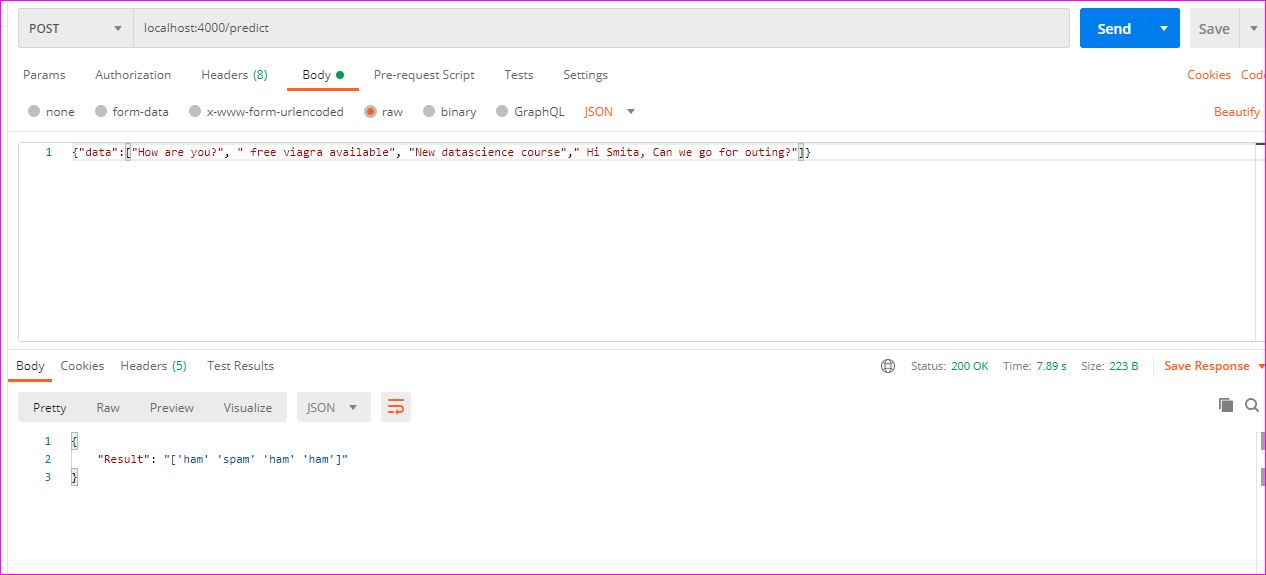 POST localhost:4000/predict Send Save
Params Authorization Headers (8) Body Pre-request Script Tests Settings Cookies Code
none form-data x-www-form-urlencoded raw binary GraphQL JSON Beautify
1 {"data":["How are you?", " free viagra available", "New datascience course"," Hi Smita, Can we go for outing?"]}
Body Cookies Headers (5) Test Results Status: 200 OK Time: 7.89 s Size: 223 B Save Response
Pretty Raw Preview Visualize JSON
1 {
2 "Result": "['ham' 'spam' 'ham' 'ham']"
3 }